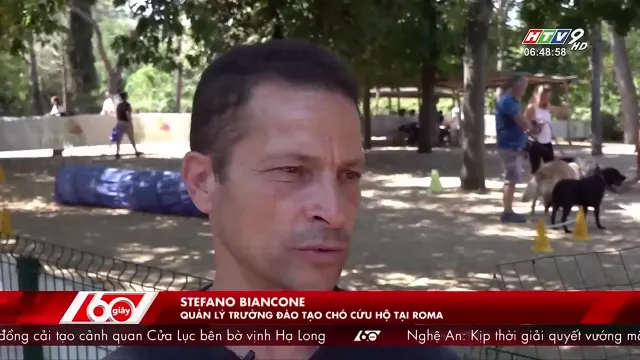 HTV9 HD
06:48:58
60 giây
STEFANO BIANCONE
QUẢN LÝ TRƯỜNG ĐÀO TẠO CHÓ CỨU HỘ TẠI ROMA
đồng cải tạo cảnh quan Cửa Lục bên bờ vịnh Hạ Long 60 Nghệ An: Kịp thời giải quyết vướng m